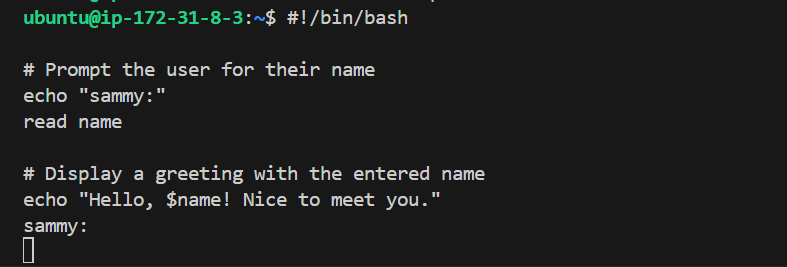 ubuntu@ip-172-31-8-3:~$ #!/bin/bash
# Prompt the user for their name
echo "sammy:"
read name
# Display a greeting with the entered name
echo "Hello, $name! Nice to meet you."
sammy: